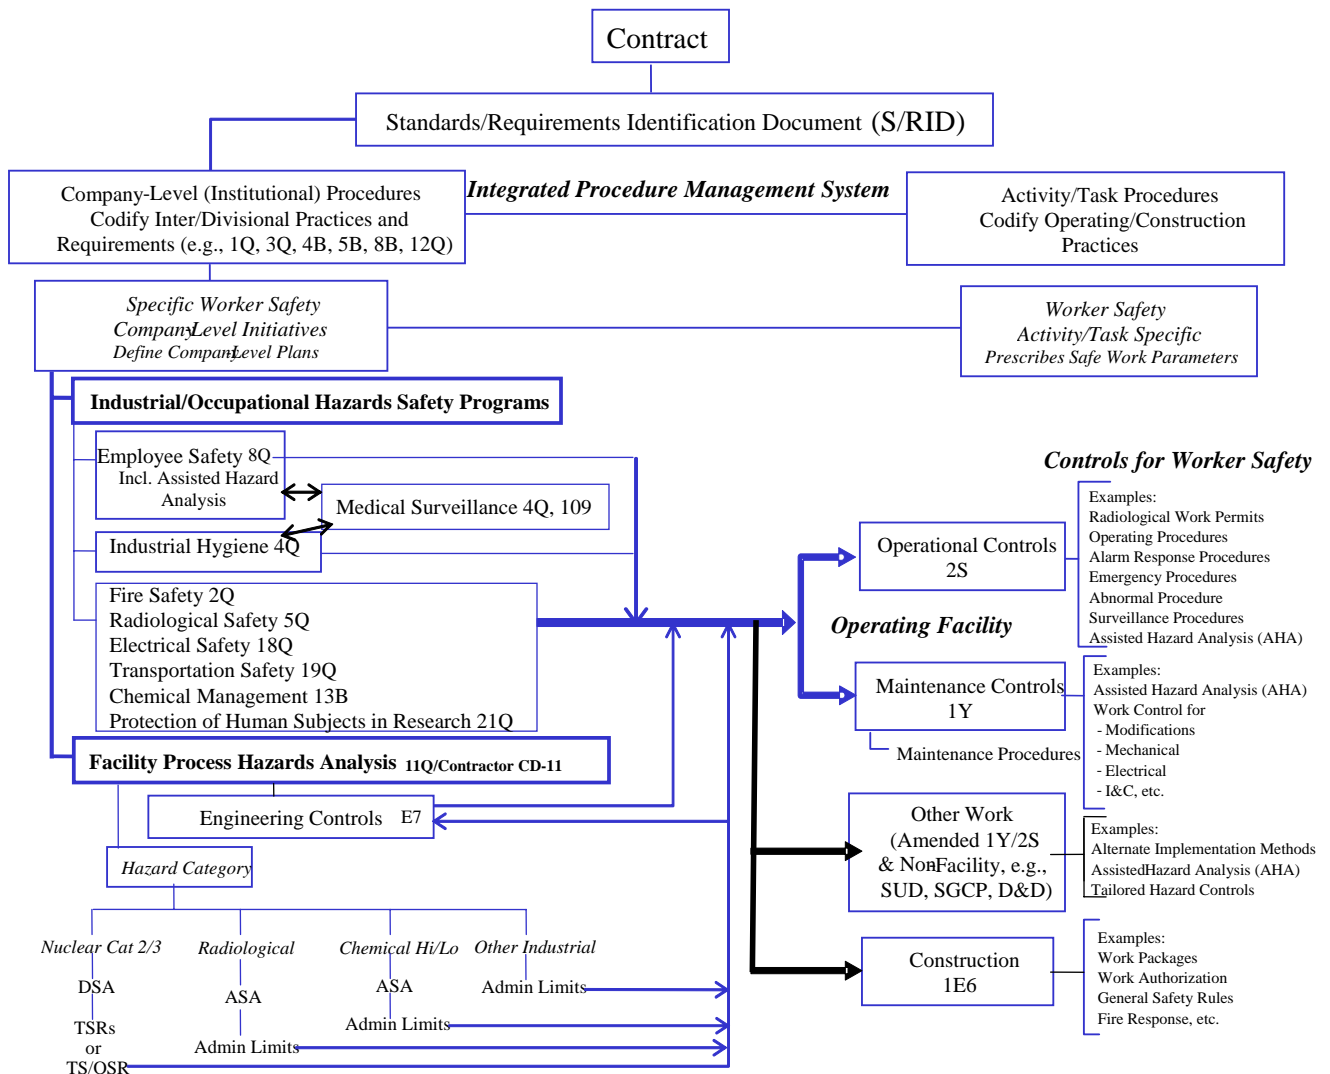 Contract
Standards/Requirements Identification Document (S/RID)
Company-Level (Institutional) Procedures
Codify Inter/Divisional Practices and
Requirements (e.g., 1Q, 3Q, 4B, 5B, 8B, 12Q)
Integrated Procedure Management System
Activity/Task Procedures
Codify Operating/Construction
Practices
Specific Worker Safety
Company-Level Initiatives
Define Company-Level Plans
Worker Safety
Activity/Task Specific
Prescribes Safe Work Parameters
Industrial/Occupational Hazards Safety Programs
Employee Safety 8Q
Incl. Assisted Hazard
Analysis
Medical Surveillance 4Q, 109
Industrial Hygiene 4Q
Fire Safety 2Q
Radiological Safety 5Q
Electrical Safety 18Q
Transportation Safety 19Q
Chemical Management 13B
Protection of Human Subjects in Research 21Q
Facility Process Hazards Analysis 11Q/Contractor CD-11
Engineering Controls E7
Hazard Category
Nuclear Cat 2/3
DSA
TSRs
or
TS/OSR
Radiological
ASA
Admin Limits
Chemical Hi/Lo
ASA
Admin Limits
Other Industrial
Admin Limits
Controls for Worker Safety
Operating Facility
Operational Controls
2S
Examples:
Radiological Work Permits
Operating Procedures
Alarm Response Procedures
Emergency Procedures
Abnormal Procedure
Surveillance Procedures
Assisted Hazard Analysis (AHA)
Maintenance Controls
1Y
Maintenance Procedures
Examples:
Assisted Hazard Analysis (AHA)
Work Control for
- Modifications
- Mechanical
- Electrical
- I&C, etc.
Other Work
(Amended 1Y/2S
& Non-Facility, e.g.,
SUD, SGCP, D&D)
Examples:
Alternate Implementation Methods
AssistedHazard Analysis (AHA)
Tailored Hazard Controls
Construction
1E6
Examples:
Work Packages
Work Authorization
General Safety Rules
Fire Response, etc.